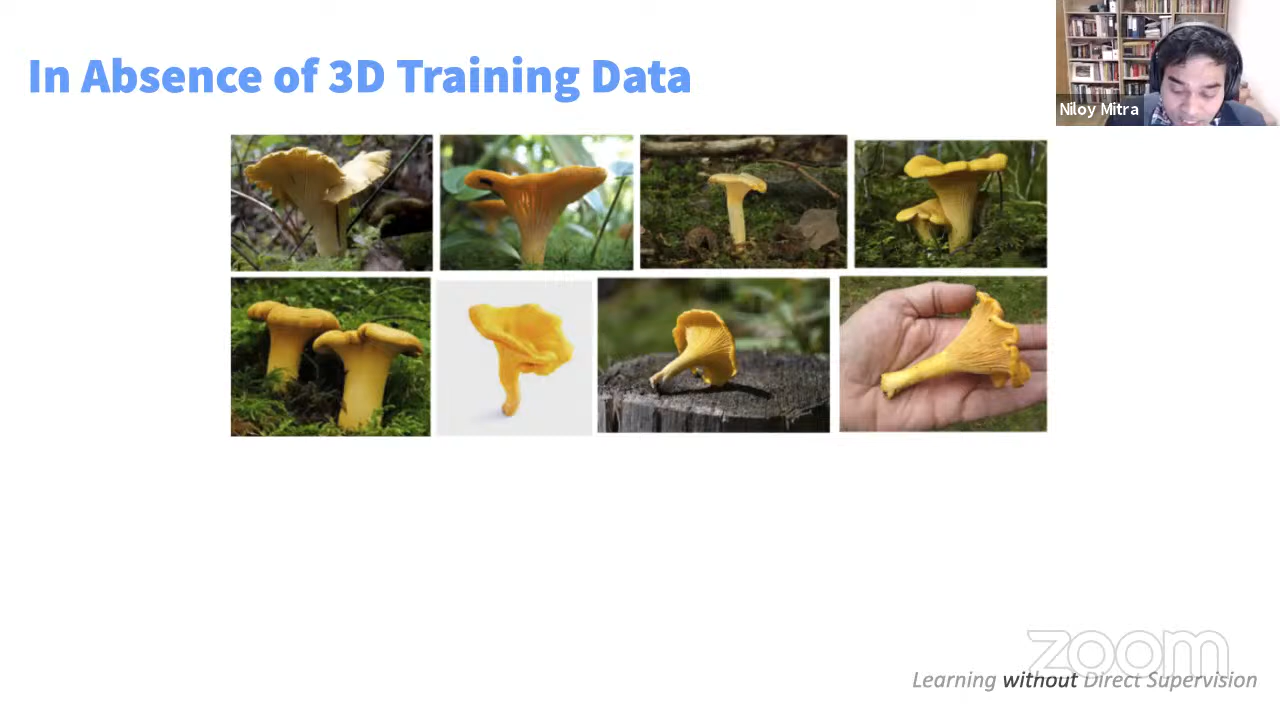 In Absence of 3D Training Data
Niloy Mitra
zoom
Learning without Direct Supervision